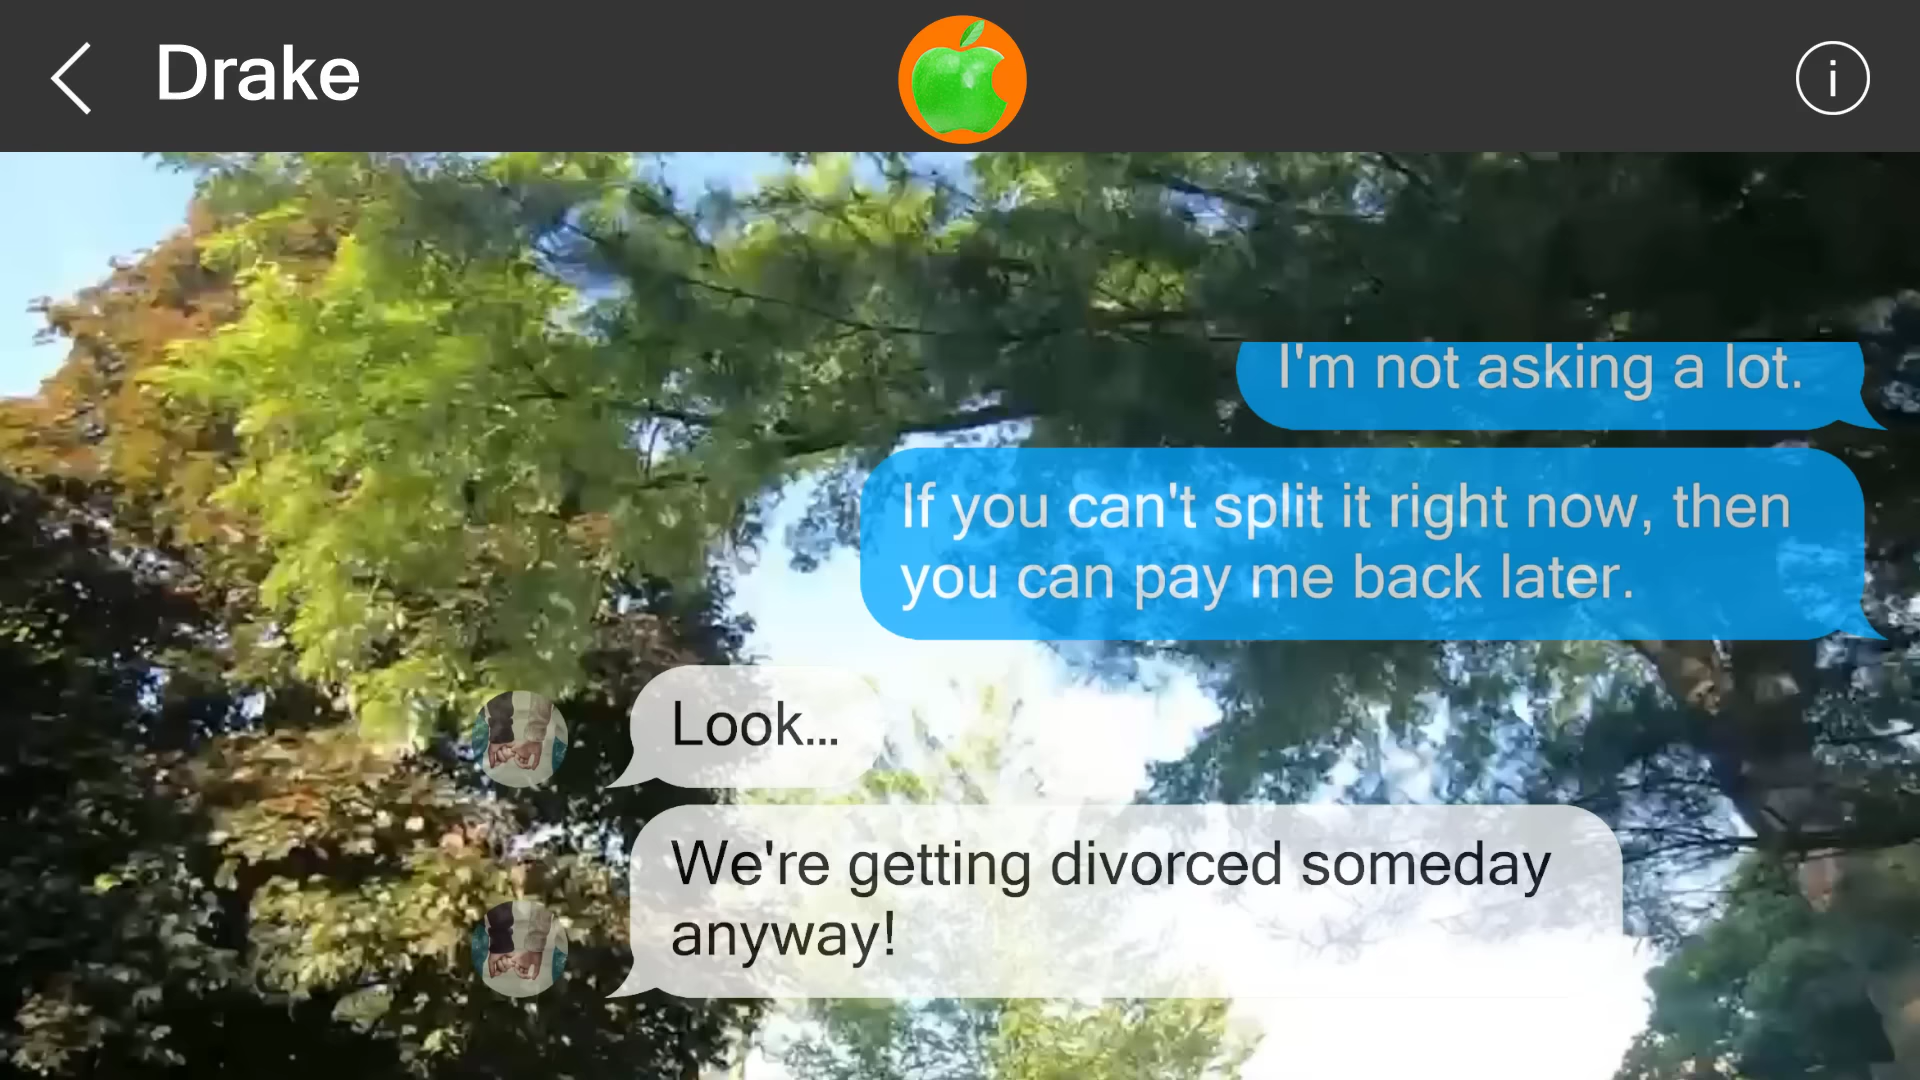 Drake
i
I'm not asking a lot.
If you can't split it right now, then
you can pay me back later.
Look...
We're getting divorced someday
anyway!